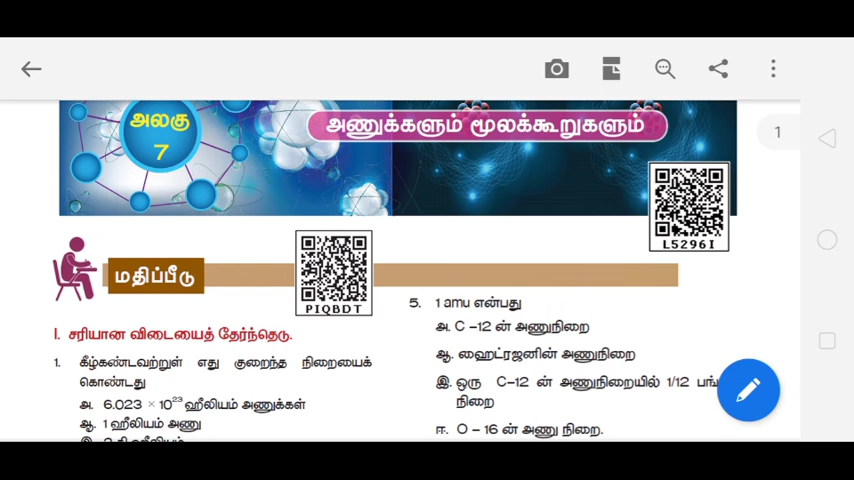 அலகு
7
அணுக்களும் மூலக்கூறுகளும்
1
L5296I
மதிப்பீடு
PIQBDT
I. சரியான விடையைத் தேர்ந்தெடு.
1. கீழ்கண்டவற்றுள் எது குறைந்த நிறையைக்
கொண்டது
அ. 6.023 × 10²³ ஹீலியம் அணுக்கள்
ஆ. 1 ஹீலியம் அணு
5. 1 amu என்பது
அ. C -12 ன் அணுநிறை
ஆ. ஹைட்ரஜனின் அணுநிறை
இ. ஒரு C-12 ன் அணுநிறையில் 1/12 பங்
நிறை
ஈ. O - 16 ன் அணு நிறை.